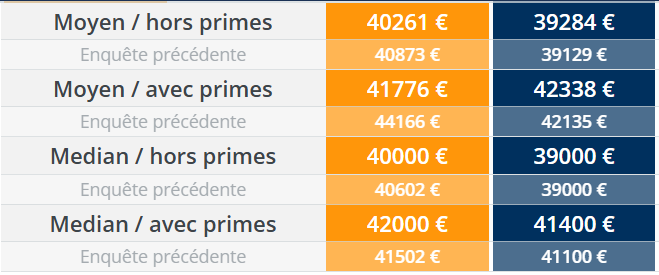 Moyen / hors primes 40261 € 39284 €
Enquête précédente 40873 € 39129 €
Moyen / avec primes 41776 € 42338 €
Enquête précédente 44166 € 42135 €
Median / hors primes 40000 € 39000 €
Enquête précédente 40602 € 39000 €
Median / avec primes 42000 € 41400 €
Enquête précédente 41502 € 41100 €